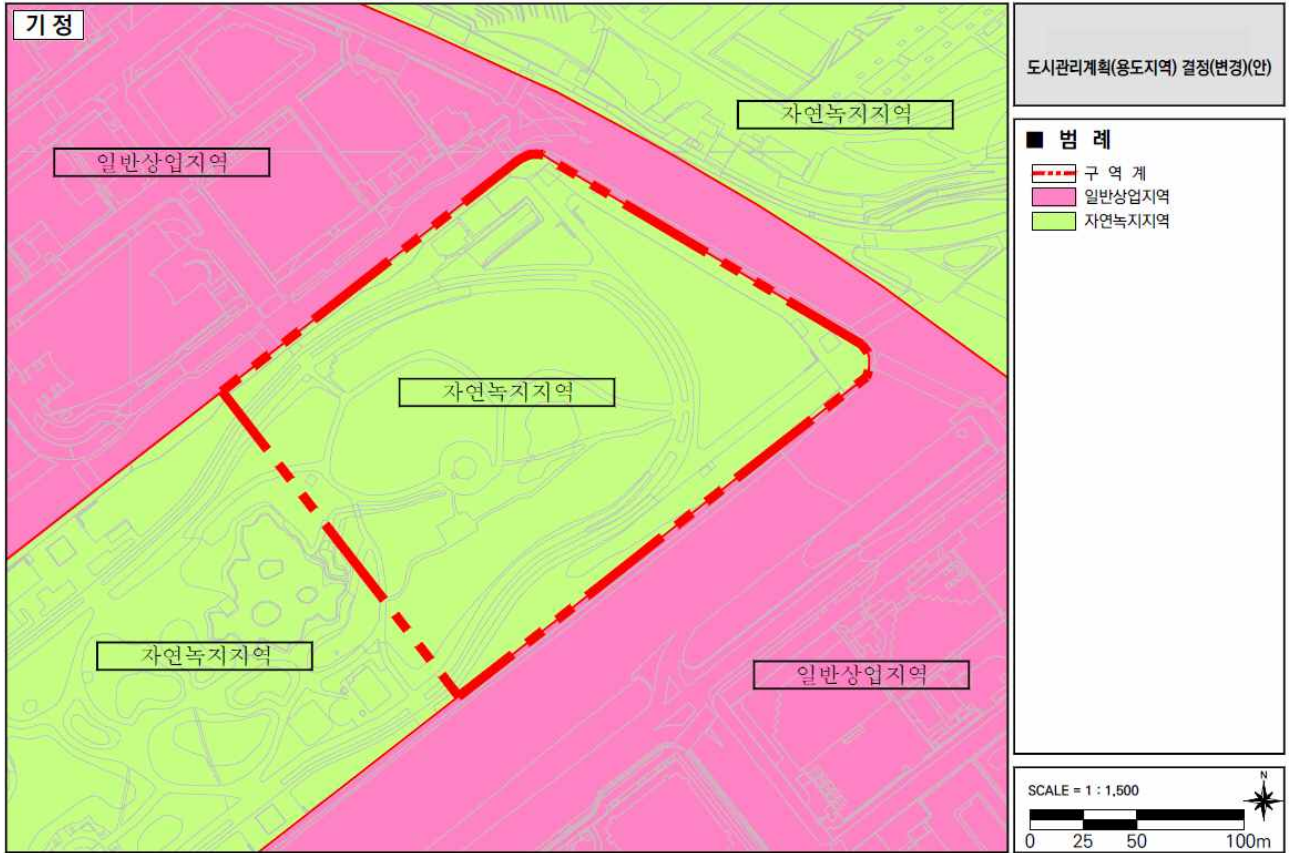 기 정
자연녹지지역
일반상업지역
자연녹지지역
자연녹지지역
일반상업지역
도시관리계획(용도지역) 결정(변경)(안)
■ 범 례
구 역 계
일반상업지역
자연녹지지역
SCALE = 1 : 1,500
N
0 25 50 100m